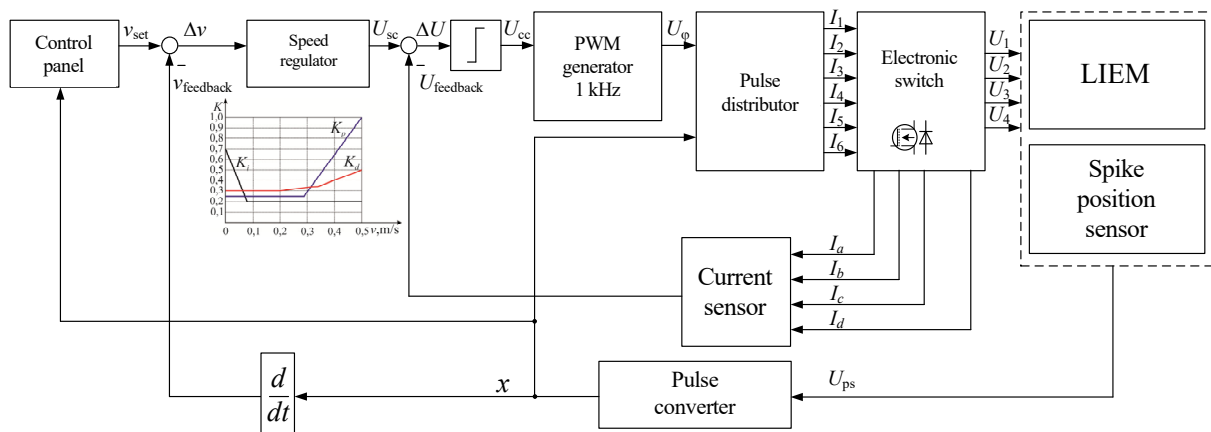 Control
panel
v_set
Δv
−
v_feedback
Speed
regulator
U_sc
ΔU
−
U_feedback
U_cc
PWM
generator
1 kHz
U_φ
Pulse
distributor
I_1
I_2
I_3
I_4
I_5
I_6
Electronic
switch
U_1
U_2
U_3
U_4
LIEM
Spike
position
sensor
K
1,0
0,9
0,8
0,7
0,6
0,5
0,4
0,3
0,2
0,1
K_p
K_i
K_d
0 0,1 0,2 0,3 v,m/s 0,5
Current
sensor
I_a
I_b
I_c
I_d
d
dt
x
Pulse
converter
U_ps